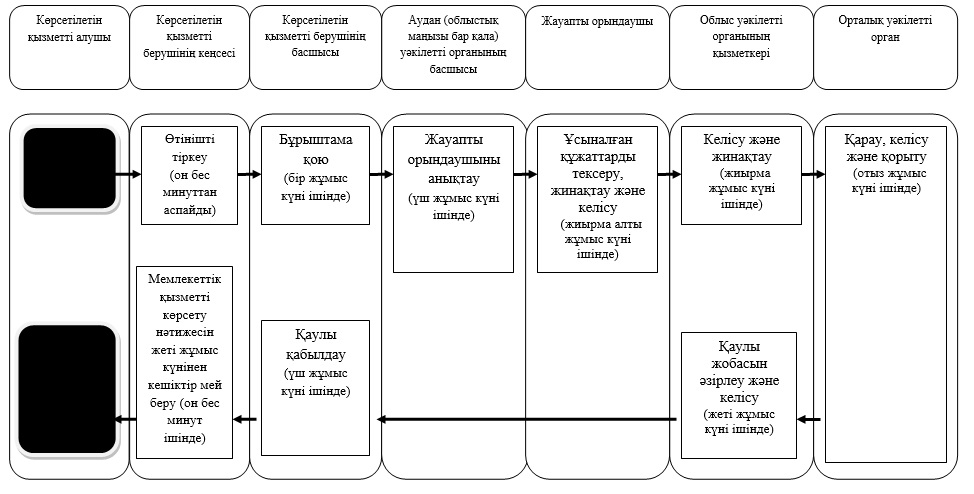 Көрсетілетін
қызметті алушы
Көрсетілетін
қызметті
берушінің кеңсесі
Көрсетілетін
қызметті берушінің
басшысы
Аудан (облыстық
маңызы бар қала)
уәкілетті органының
басшысы
Жауапты орындаушы
Облыс уәкілетті
органының
қызметкері
Орталық уәкілетті
орган
Өтінішті
тіркеу
(он бес
минуттан
аспайды)
Бұрыштама
қою
(бір жұмыс
күні ішінде)
Жауапты
орындаушыны
анықтау
(үш жұмыс күні
ішінде)
Ұсыналған
құжаттарды
тексеру,
жинақтау және
келісу
(жиырма алты
жұмыс күні
ішінде)
Келісу және
жинақтау
(жиырма
жұмыс күні
ішінде)
Қарау, келісу
және қорыту
(отыз жұмыс
күні ішінде)
Мемлекеттік
қызметті
көрсету
нәтижесін
жеті жұмыс
күнінен
кешіктір мей
беру (он бес
минут
ішінде)
Қаулы
қабылдау
(үш жұмыс
күні ішінде)
Қаулы
жобасын
әзірлеу және
келісу
(жеті жұмыс
күні ішінде)